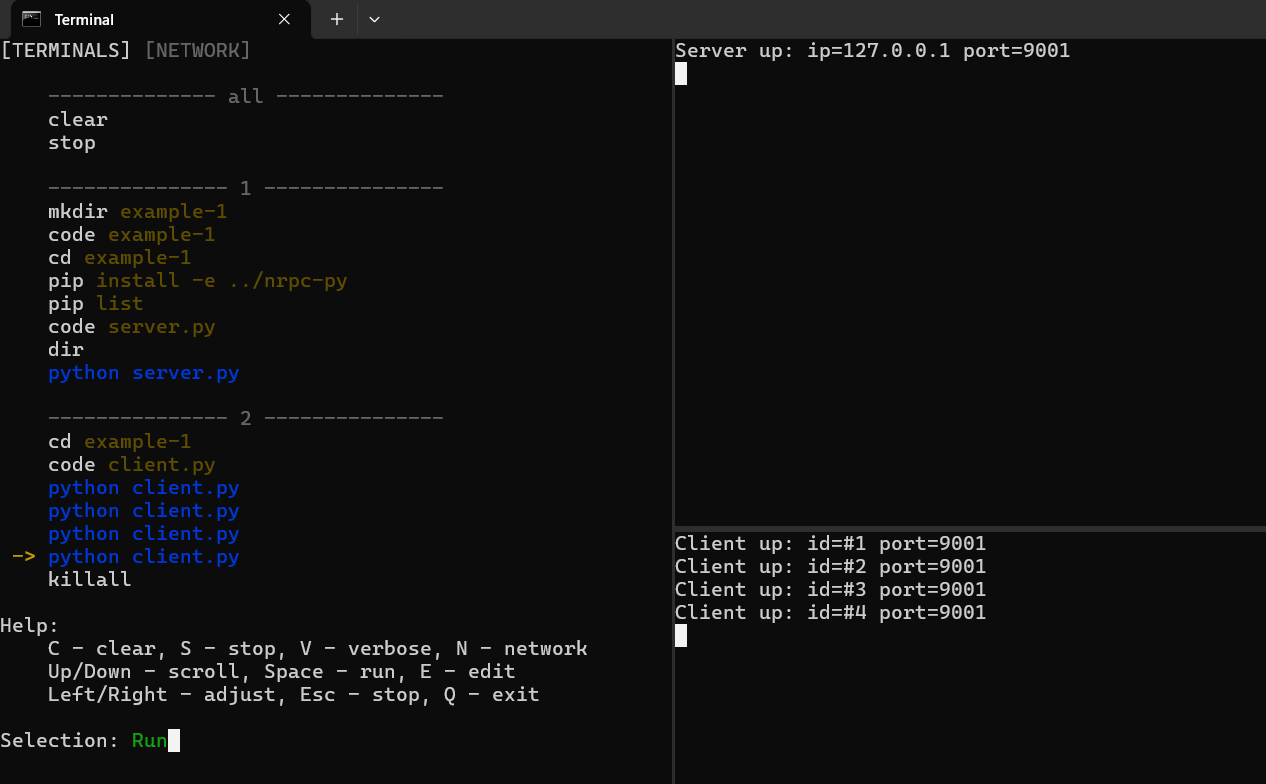 Terminal
[TERMINALS] [NETWORK]
-------------- all --------------
clear
stop
--------------- 1 ---------------
mkdir example-1
code example-1
cd example-1
pip install -e ../nrpc-py
pip list
code server.py
dir
python server.py
--------------- 2 ---------------
cd example-1
code client.py
python client.py
python client.py
python client.py
-> python client.py
killall
Help:
C - clear, S - stop, V - verbose, N - network
Up/Down - scroll, Space - run, E - edit
Left/Right - adjust, Esc - stop, Q - exit
Selection: Run
Server up: ip=127.0.0.1 port=9001
Client up: id=#1 port=9001
Client up: id=#2 port=9001
Client up: id=#3 port=9001
Client up: id=#4 port=9001